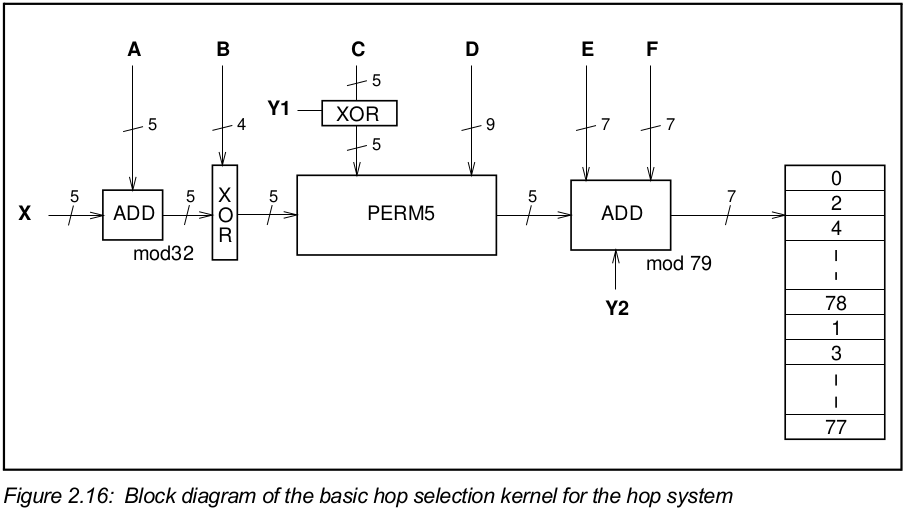 A B C D E F
5
Y1 XOR
5 4 9 7 7
5
X 5 ADD 5 XOR 5 PERM5 5 ADD 7
mod32
mod 79
Y2
0
2
4
78
1
3
77
Figure 2.16: Block diagram of the basic hop selection kernel for the hop system